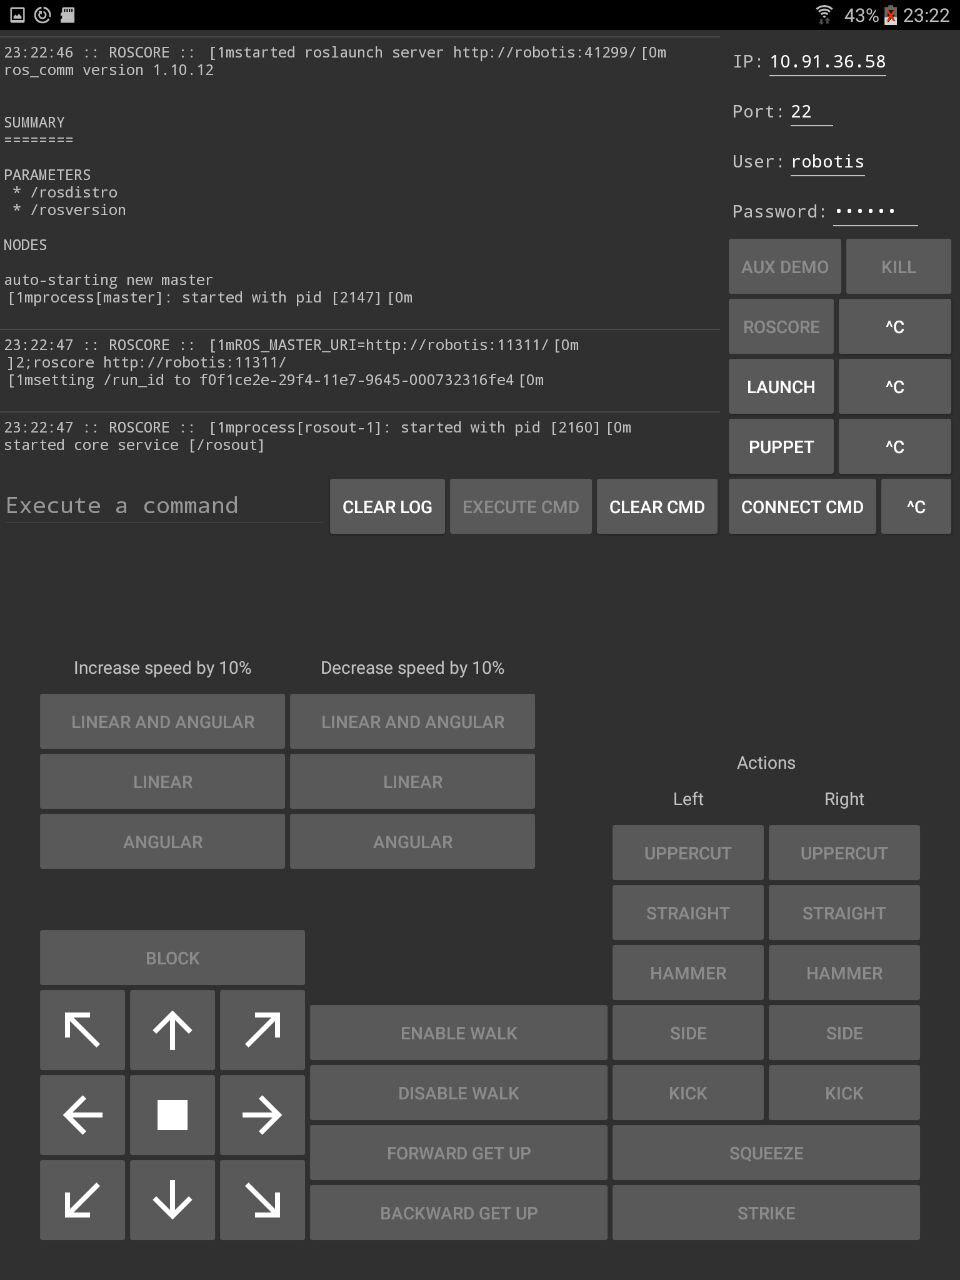 43% 23:22
23:22:46 :: ROSCORE :: [1mstarted roslaunch server http://robotis:41299/[0m
ros_comm version 1.10.12
SUMMARY
========
PARAMETERS
* /rosdistro
* /rosversion
NODES
auto-starting new master
[1mprocess[master]: started with pid [2147][0m
23:22:47 :: ROSCORE :: [1mROS_MASTER_URI=http://robotis:11311/[0m
]2;roscore http://robotis:11311/
[1msetting /run_id to f0f1ce2e-29f4-11e7-9645-000732316fe4[0m
23:22:47 :: ROSCORE :: [1mprocess[rosout-1]: started with pid [2160][0m
started core service [/rosout]
IP: 10.91.36.58
Port: 22
User: robotis
Password: ••••••
AUX DEMO KILL
ROSCORE ^C
LAUNCH ^C
PUPPET ^C
Execute a command CLEAR LOG EXECUTE CMD CLEAR CMD CONNECT CMD ^C
Increase speed by 10% Decrease speed by 10%
LINEAR AND ANGULAR LINEAR AND ANGULAR
LINEAR LINEAR
ANGULAR ANGULAR
Actions
Left Right
UPPERCUT UPPERCUT
STRAIGHT STRAIGHT
HAMMER HAMMER
SIDE SIDE
KICK KICK
SQUEEZE
STRIKE
BLOCK
ENABLE WALK
DISABLE WALK
FORWARD GET UP
BACKWARD GET UP